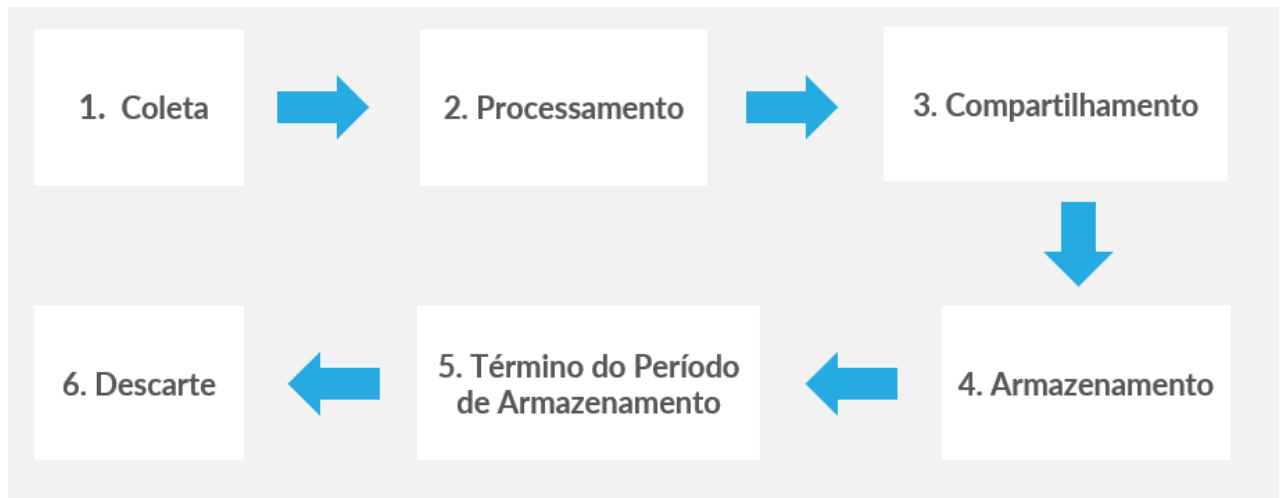 1. Coleta
2. Processamento
3. Compartilhamento
4. Armazenamento
5. Término do Período
de Armazenamento
6. Descarte